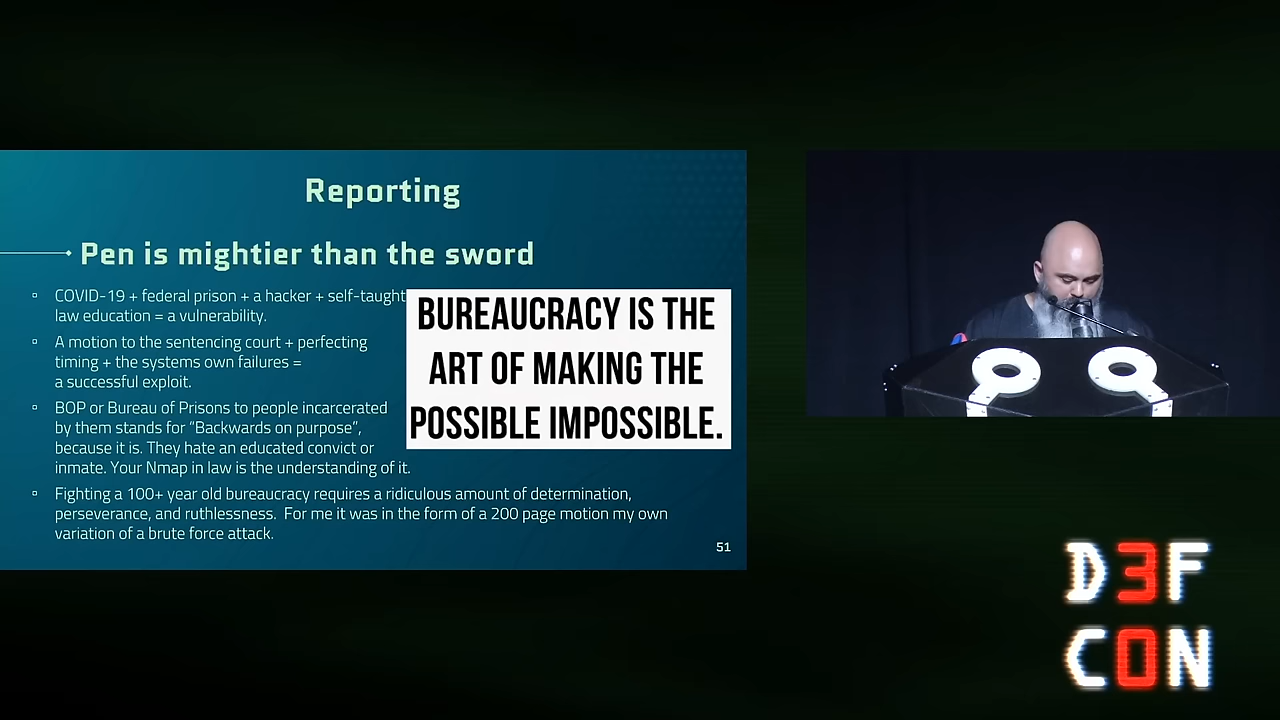 Reporting
Pen is mightier than the sword
COVID-19 + federal prison + a hacker + self-taught
law education = a vulnerability.
A motion to the sentencing court + perfecting
timing + the systems own failures =
a successful exploit.
BOP or Bureau of Prisons to people incarcerated
by them stands for “Backwards on purpose”,
because it is. They hate an educated convict or
inmate. Your Nmap in law is the understanding of it.
Fighting a 100+ year old bureaucracy requires a ridiculous amount of determination,
perseverance, and ruthlessness.  For me it was in the form of a 200 page motion my own
variation of a brute force attack.
BUREAUCRACY IS THE
ART OF MAKING THE
POSSIBLE IMPOSSIBLE.
51
D3F
C0N